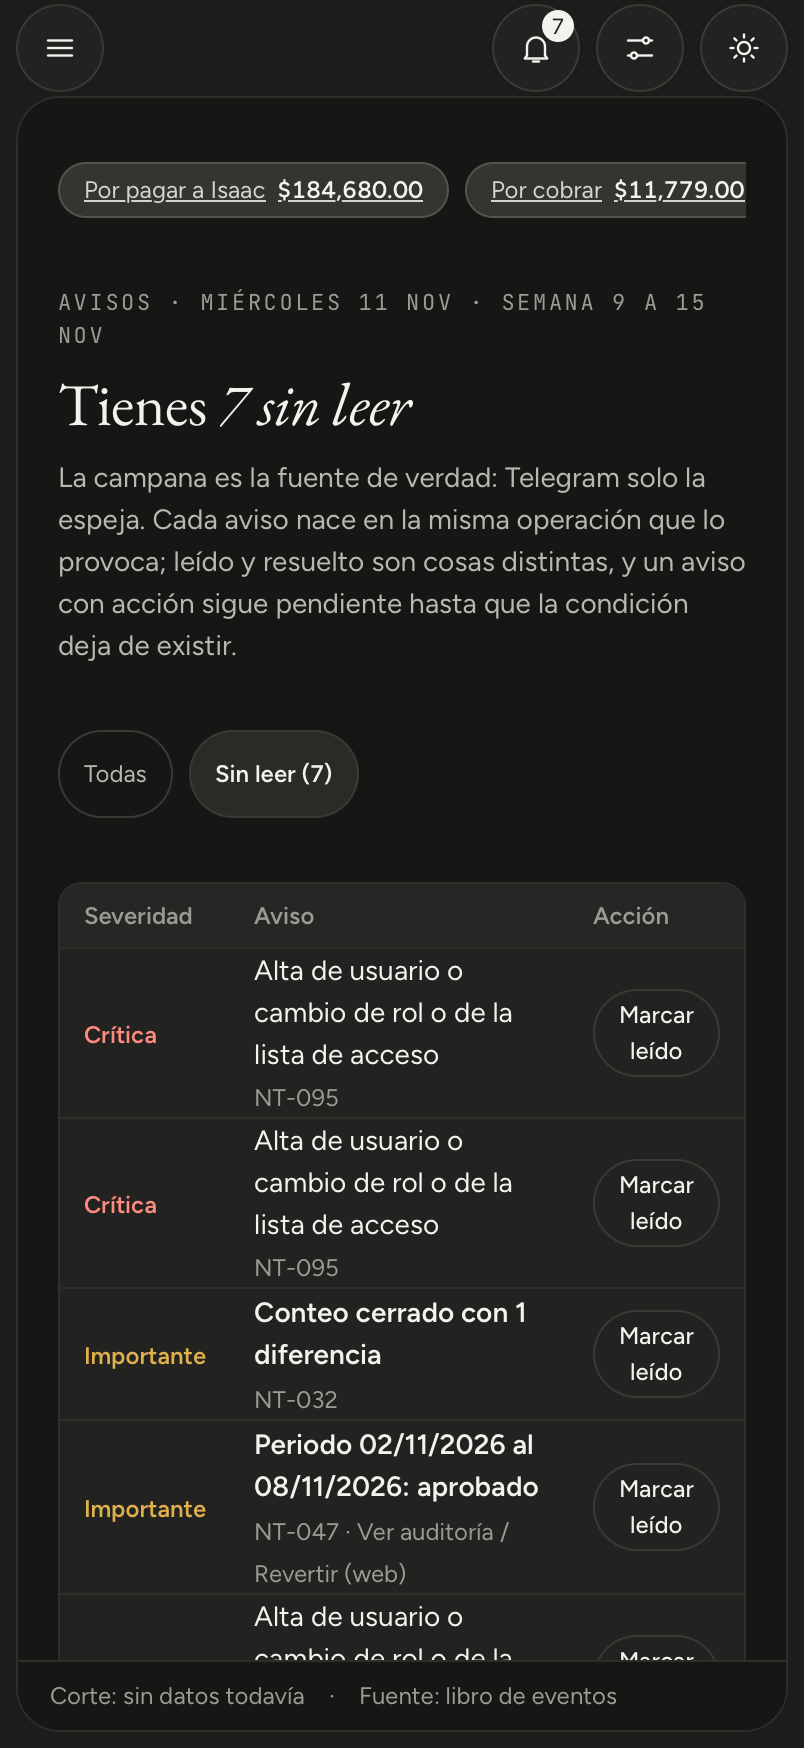 7
Por pagar a Isaac $184,680.00 Por cobrar $11,779.00
AVISOS · MIÉRCOLES 11 NOV · SEMANA 9 A 15
NOV
Tienes 7 sin leer
La campana es la fuente de verdad: Telegram solo la
espeja. Cada aviso nace en la misma operación que lo
provoca; leído y resuelto son cosas distintas, y un aviso
con acción sigue pendiente hasta que la condición
deja de existir.
Todas Sin leer (7)
Severidad Aviso Acción
Alta de usuario o
cambio de rol o de la
lista de acceso
NT-095
Crítica
Marcar
leído
Alta de usuario o
cambio de rol o de la
lista de acceso
NT-095
Crítica
Marcar
leído
Conteo cerrado con 1
diferencia
NT-032
Importante
Marcar
leído
Periodo 02/11/2026 al
08/11/2026: aprobado
NT-047 · Ver auditoría /
Revertir (web)
Importante
Marcar
leído
Alta de usuario o
cambio de rol o de la
Marcar
Corte: sin datos todavía · Fuente: libro de eventos